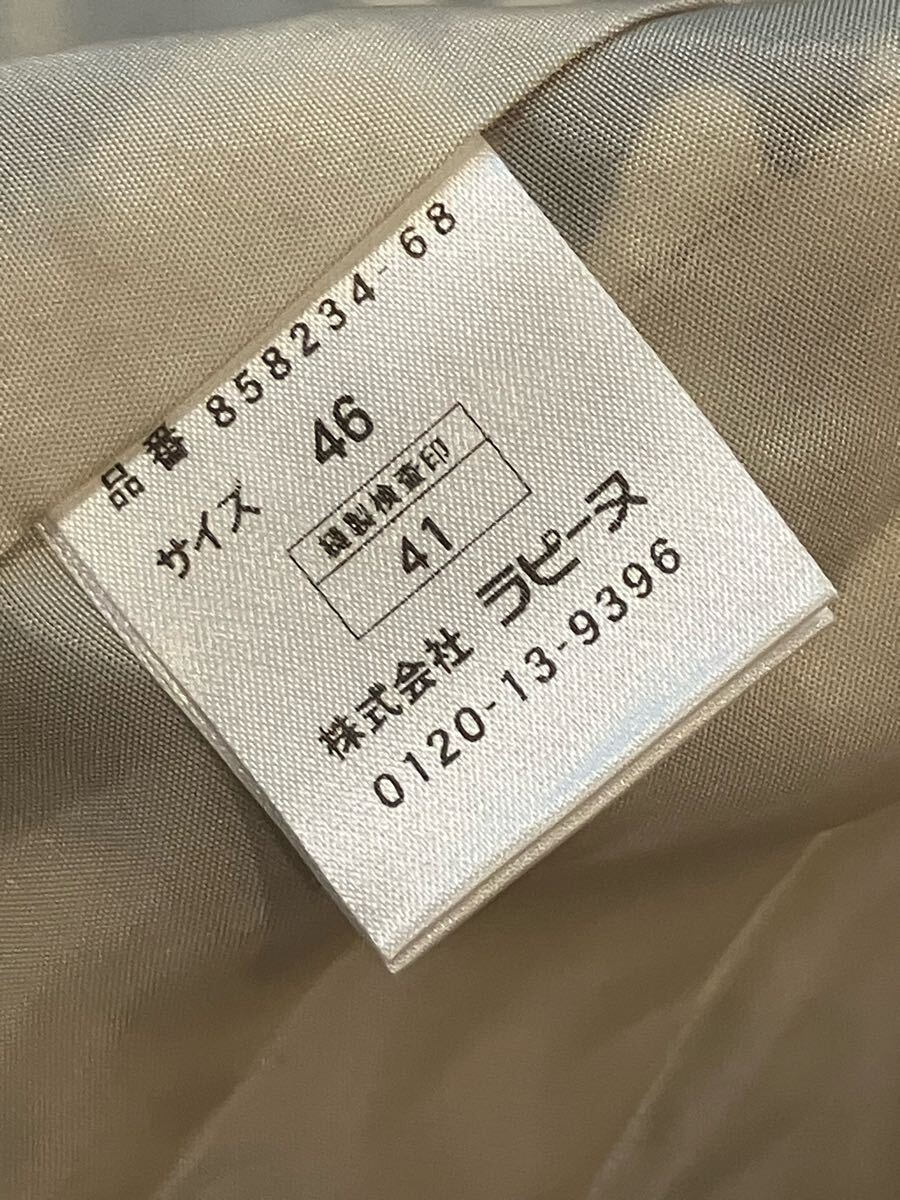 品番 858234-68
サイズ 46
縫製検査印
41
株式会社 ラピーヌ
0120-13-9396